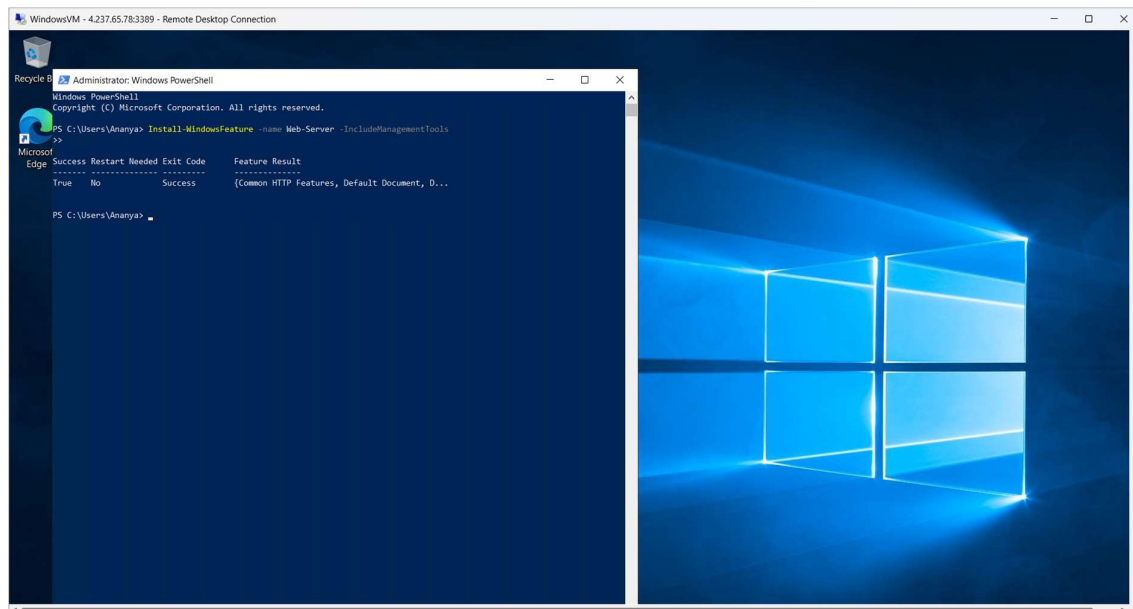 WindowsVM - 4.237.65.78:3389 - Remote Desktop Connection
Recycle B
Administrator: Windows PowerShell
Windows PowerShell
Copyright (C) Microsoft Corporation. All rights reserved.
PS C:\Users\Ananya> Install-WindowsFeature -name Web-Server -IncludeManagementTools
>>
Microsof
Edge
Success Restart Needed Exit Code      Feature Result
------- -------------- ---------      --------------
True    No             Success        {Common HTTP Features, Default Document, D...
PS C:\Users\Ananya> _